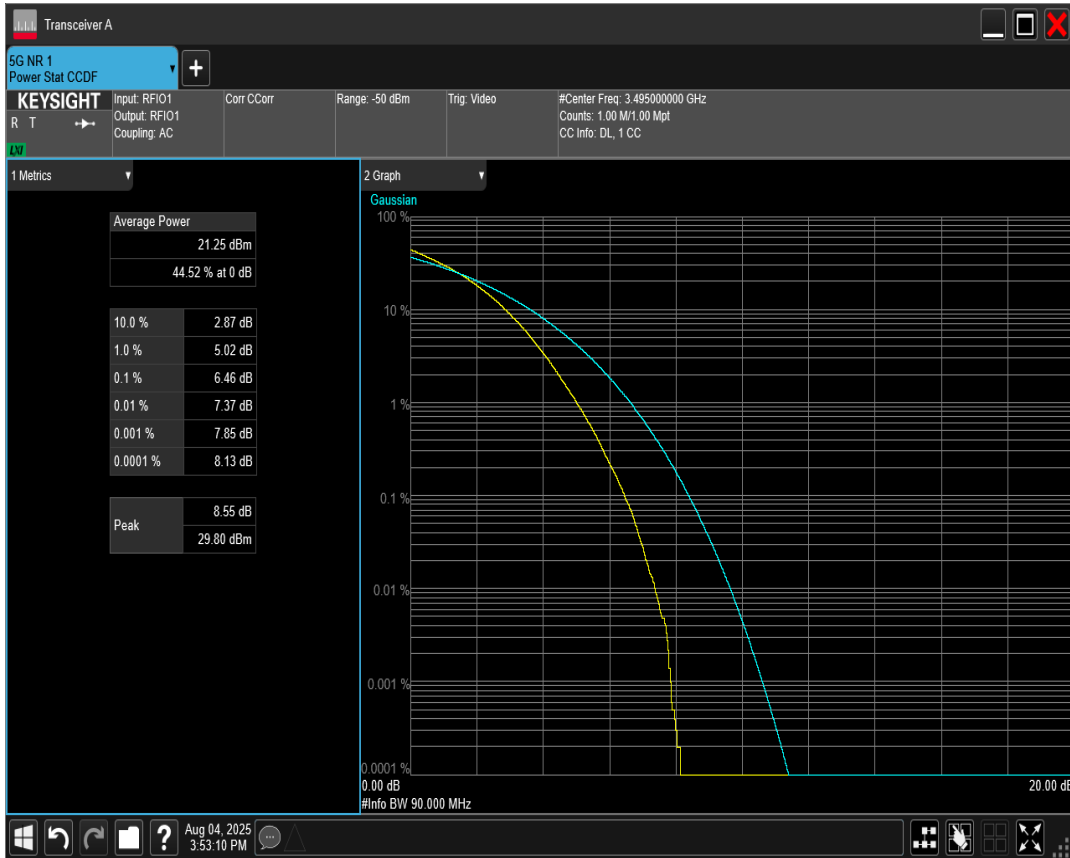 Transceiver A
5G NR 1
Power Stat CCDF
KEYSIGHT
R T
LXI
Input: RFIO1
Output: RFIO1
Coupling: AC
Corr CCorr
Range: -50 dBm
Trig: Video
#Center Freq: 3.495000000 GHz
Counts: 1.00 M/1.00 Mpt
CC Info: DL, 1 CC
1 Metrics
Average Power
21.25 dBm
44.52 % at 0 dB
10.0 % 2.87 dB
1.0 % 5.02 dB
0.1 % 6.46 dB
0.01 % 7.37 dB
0.001 % 7.85 dB
0.0001 % 8.13 dB
Peak 8.55 dB
29.80 dBm
2 Graph
Gaussian
100 %
10 %
1 %
0.1 %
0.01 %
0.001 %
0.0001 %
0.00 dB 20.00 dB
#Info BW 90.000 MHz
? Aug 04, 2025
3:53:10 PM